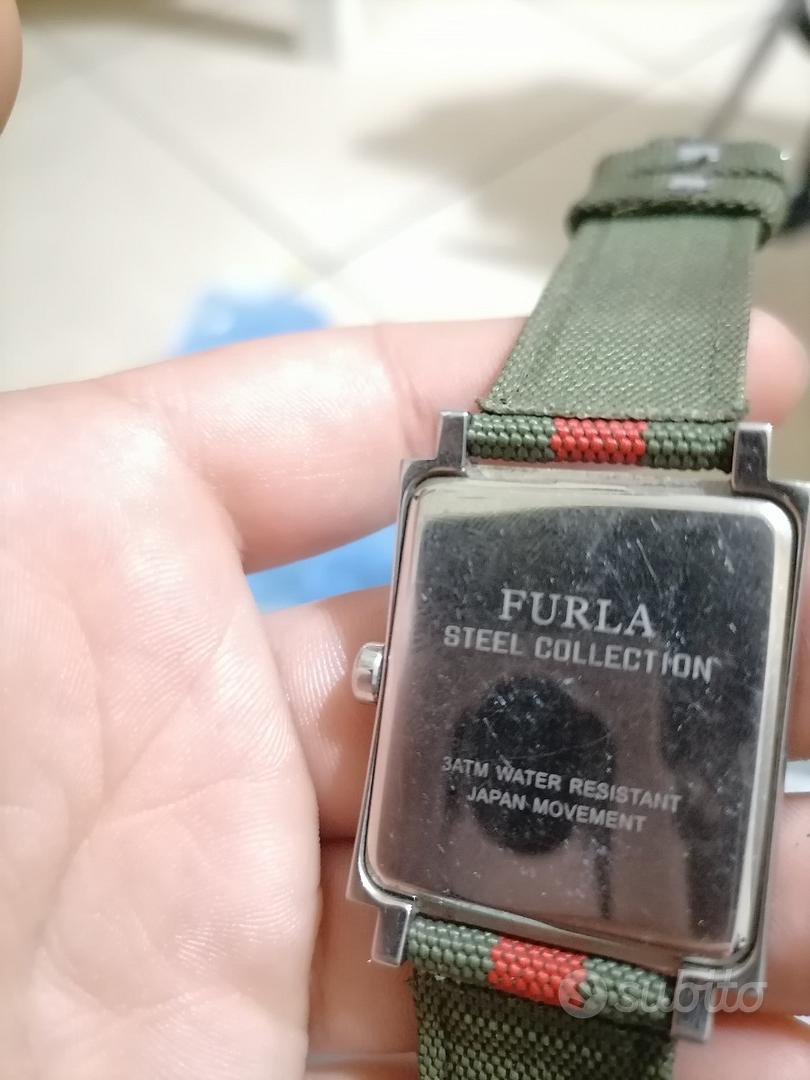 FURLA
STEEL COLLECTION
3ATM WATER RESISTANT
JAPAN MOVEMENT
subito